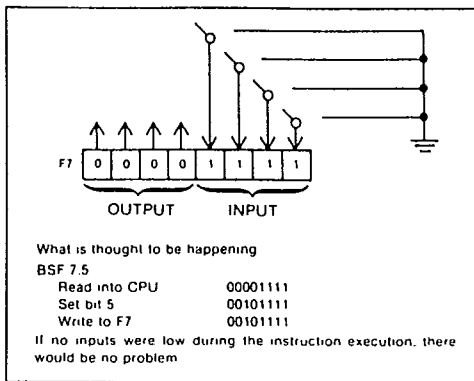 F7 0 0 0 0 1 1 1 1
OUTPUT INPUT
What is thought to be happening
BSF 7.5
Read into CPU 00001111
Set bit 5 00101111
Write to F7 00101111
If no inputs were low during the instruction execution, there
would be no problem